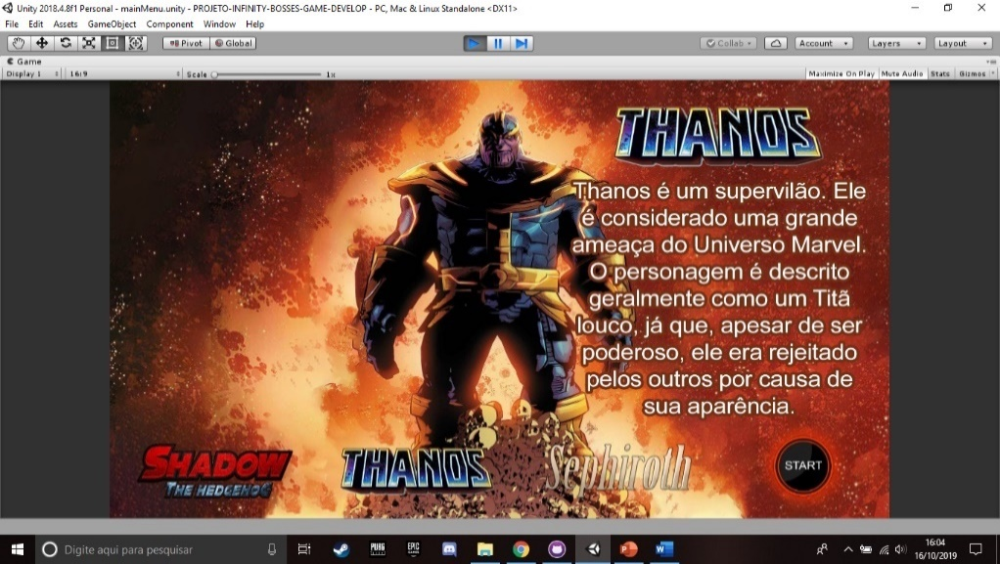 Unity 2018.4.8f1 Personal - mainMenu.unity - PROJETO-INFINITY-BOSSES-GAME-DEVELOP - PC, Mac & Linux Standalone <DX11>
File Edit Assets GameObject Component Window Help
Pivot Global Collab Account Layers Layout
Game
Display 1 16:9 Scale 1x Maximize On Play Mute Audio Stats Gizmos
THANOS
Thanos é um supervilão. Ele
é considerado uma grande
ameaça do Universo Marvel.
O personagem é descrito
geralmente como um Titã
louco, já que, apesar de ser
poderoso, ele era rejeitado
pelos outros por causa de
sua aparência.
SHADOW
THE HEDGEHOG
THANOS
Sephiroth
START
Digite aqui para pesquisar
PUBG
EPIC
GAMES
16:04
16/10/2019